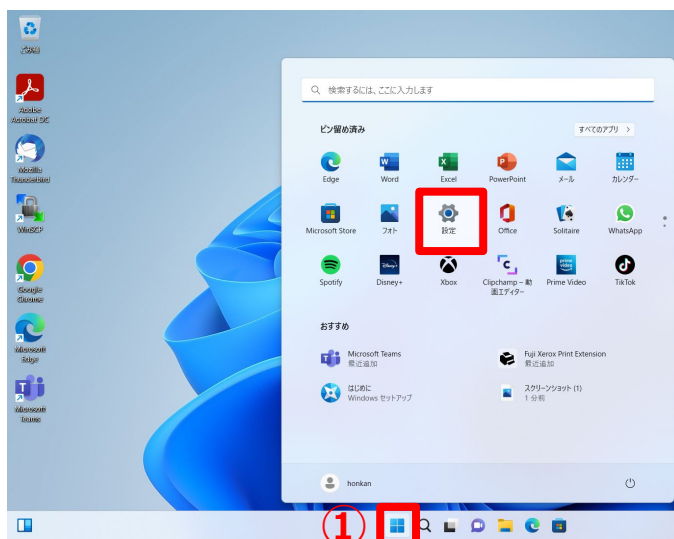 ごみ箱
Adobe
Acrobat DC
Mozilla
Thunderbird
WinSCP
Google
Chrome
Microsoft
Edge
Microsoft
Teams
検索するには、ここに入力します
ピン留め済み
すべてのアプリ >
Edge
Word
Excel
PowerPoint
メール
カレンダー
Microsoft Store
フォト
設定
Office
Solitaire
WhatsApp
Spotify
Disney+
Xbox
Clipchamp – 動
画エディター
prime video
Prime Video
TikTok
おすすめ
Microsoft Teams
最近追加
Fuji Xerox Print Extension
最近追加
はじめに
Windows セットアップ
スクリーンショット (1)
1 分前
honkan
①